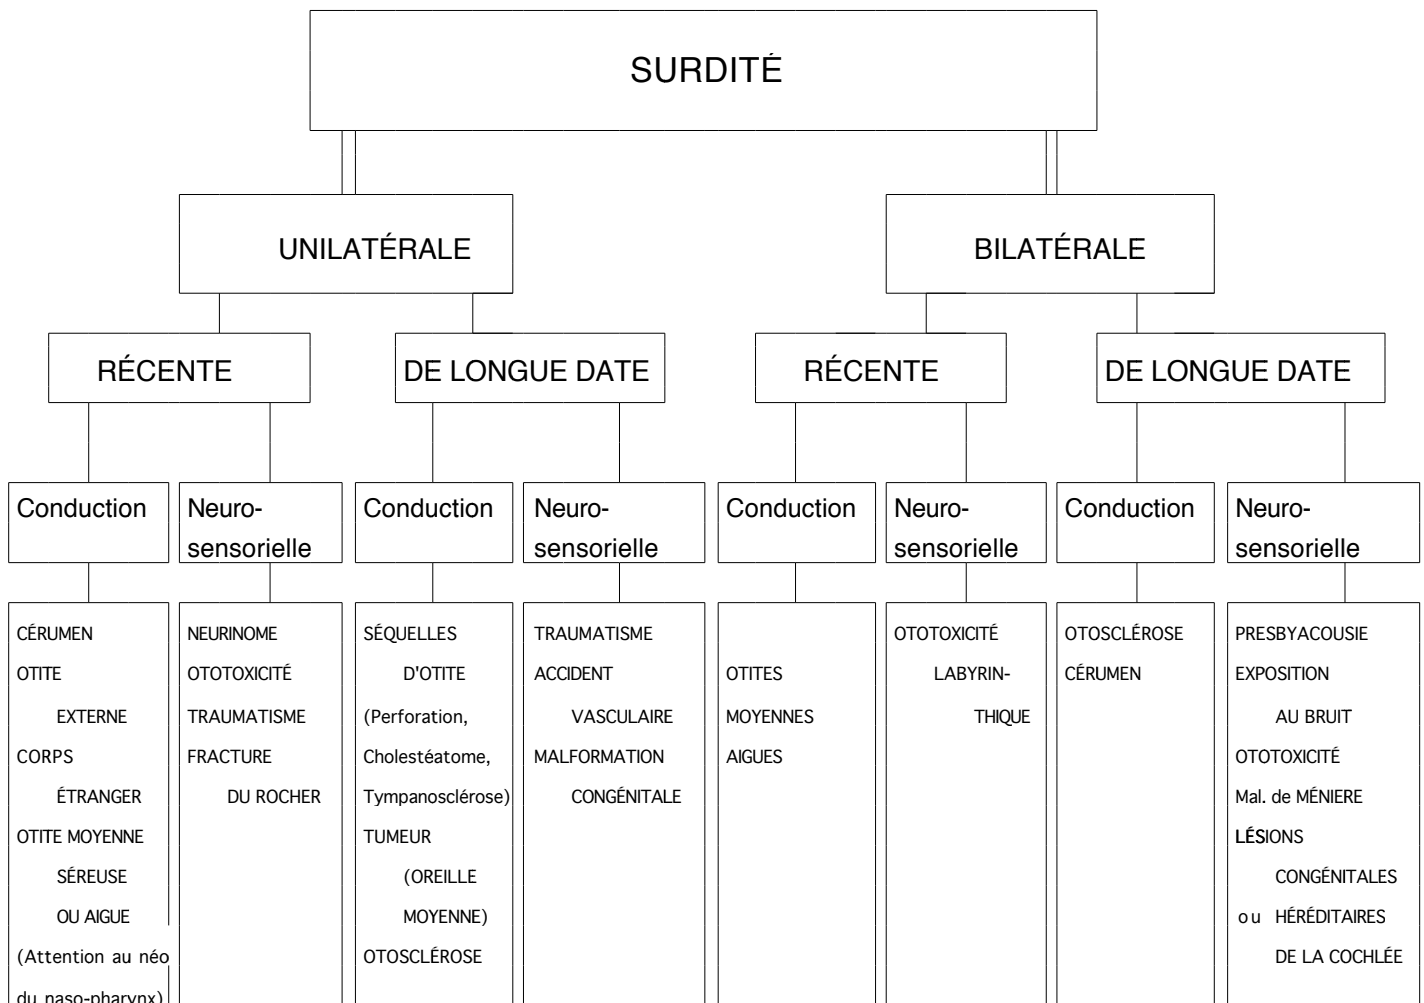 SURDITÉ
UNILATÉRALE
BILATÉRALE
RÉCENTE
DE LONGUE DATE
RÉCENTE
DE LONGUE DATE
Conduction
Neuro-
sensorielle
Conduction
Neuro-
sensorielle
Conduction
Neuro-
sensorielle
Conduction
Neuro-
sensorielle
CÉRUMEN
OTITE
EXTERNE
CORPS
ÉTRANGER
OTITE MOYENNE
SÉREUSE
OU AIGUE
(Attention au néo
du naso-pharynx)
NEURINOME
OTOTOXICITÉ
TRAUMATISME
FRACTURE
DU ROCHER
SÉQUELLES
D'OTITE
(Perforation,
Cholestéatome,
Tympanosclérose)
TUMEUR
(OREILLE
MOYENNE)
OTOSCLÉROSE
TRAUMATISME
ACCIDENT
VASCULAIRE
MALFORMATION
CONGÉNITALE
OTITES
MOYENNES
AIGUES
OTOTOXICITÉ
LABYRIN-
THIQUE
OTOSCLÉROSE
CÉRUMEN
PRESBYACOUSIE
EXPOSITION
AU BRUIT
OTOTOXICITÉ
Mal. de MÉNIERE
LÉSIONS
CONGÉNITALES
ou HÉRÉDITAIRES
DE LA COCHLÉE